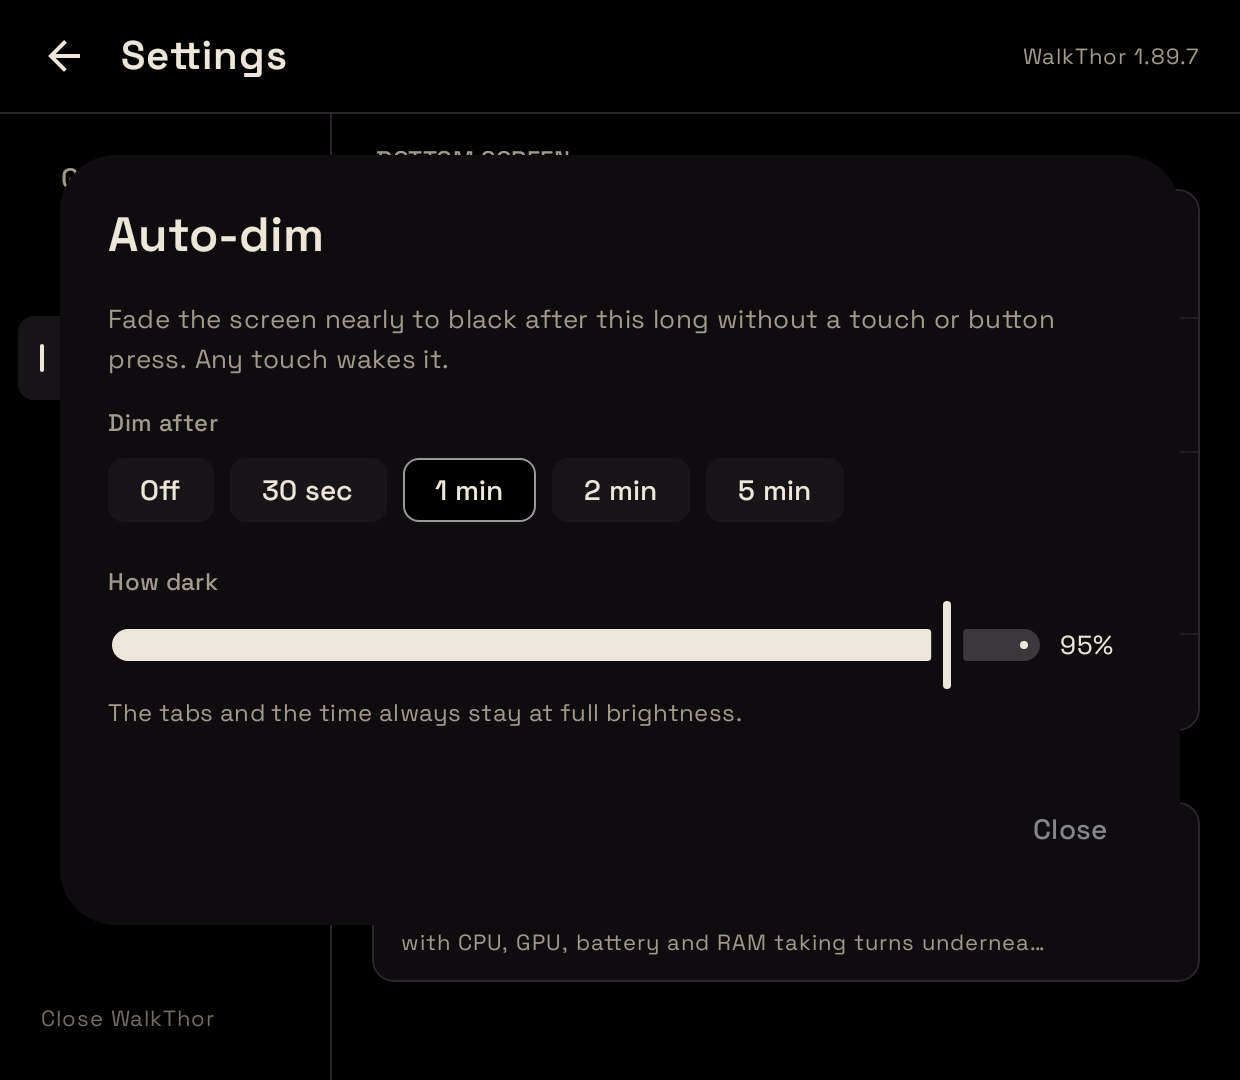 Settings
WalkThor 1.89.7
BOTTOM SCREEN
Auto-dim
Fade the screen nearly to black after this long without a touch or button
press. Any touch wakes it.
Dim after
Off
30 sec
1 min
2 min
5 min
How dark
95%
The tabs and the time always stay at full brightness.
Close
with CPU, GPU, battery and RAM taking turns undernea…
Close WalkThor